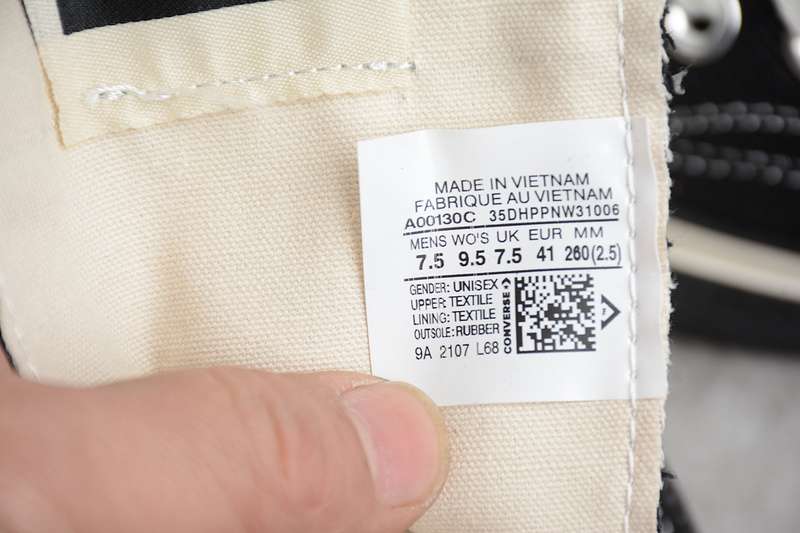 MADE IN VIETNAM
FABRIQUE AU VIETNAM
A00130C 35DHPPNW31006
MENS WO'S UK EUR MM
7.5 9.5 7.5 41 260(2.5)
GENDER: UNISEX
UPPER: TEXTILE
LINING: TEXTILE
OUTSOLE: RUBBER
9A 2107 L68
CONVERSE